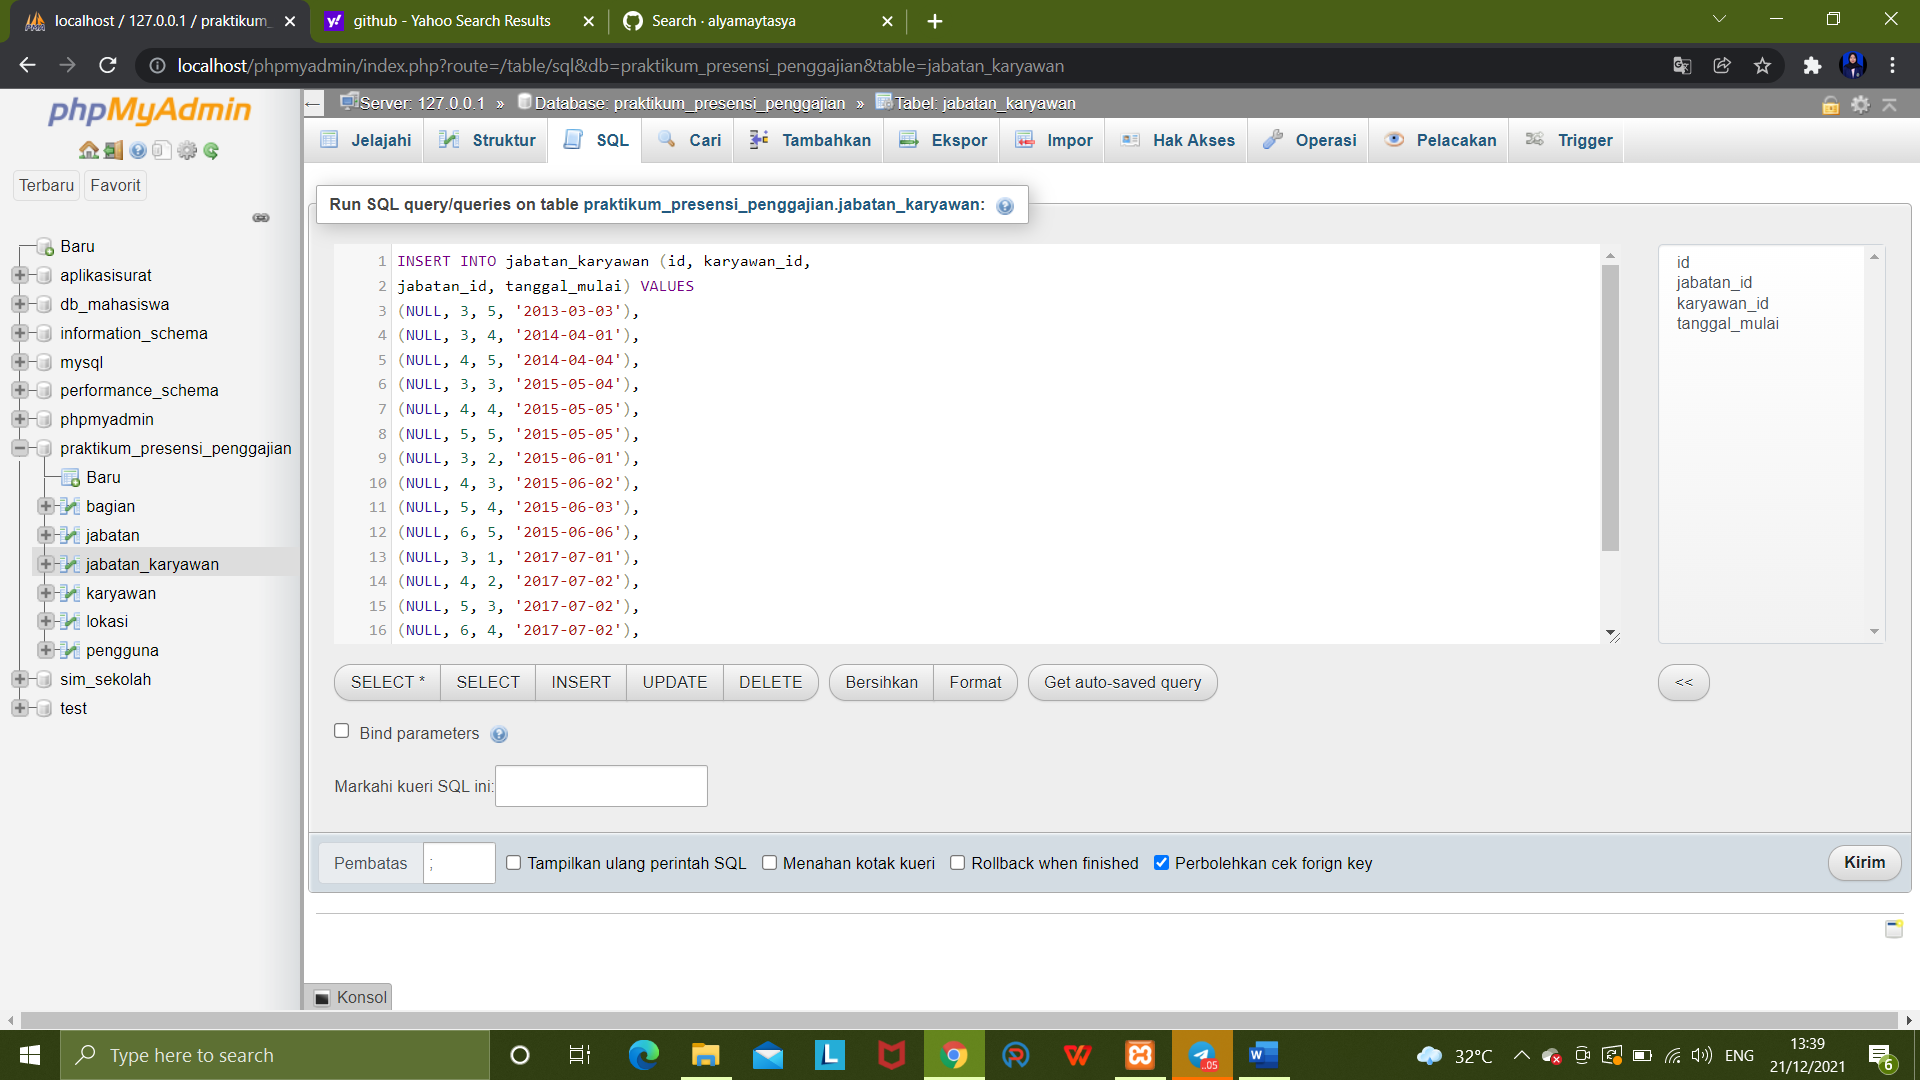 localhost / 127.0.0.1 / praktikum_
github - Yahoo Search Results
Search · alyamaytasya
localhost/phpmyadmin/index.php?route=/table/sql&db=praktikum_presensi_penggajian&table=jabatan_karyawan
phpMyAdmin
Terbaru
Favorit
Baru
aplikasisurat
db_mahasiswa
information_schema
mysql
performance_schema
phpmyadmin
praktikum_presensi_penggajian
Baru
bagian
jabatan
jabatan_karyawan
karyawan
lokasi
pengguna
sim_sekolah
test
Server: 127.0.0.1 » Database: praktikum_presensi_penggajian » Tabel: jabatan_karyawan
Jelajahi
Struktur
SQL
Cari
Tambahkan
Ekspor
Impor
Hak Akses
Operasi
Pelacakan
Trigger
Run SQL query/queries on table praktikum_presensi_penggajian.jabatan_karyawan:
1 INSERT INTO jabatan_karyawan (id, karyawan_id,
2 jabatan_id, tanggal_mulai) VALUES
3 (NULL, 3, 5, '2013-03-03'),
4 (NULL, 3, 4, '2014-04-01'),
5 (NULL, 4, 5, '2014-04-04'),
6 (NULL, 3, 3, '2015-05-04'),
7 (NULL, 4, 4, '2015-05-05'),
8 (NULL, 5, 5, '2015-05-05'),
9 (NULL, 3, 2, '2015-06-01'),
10 (NULL, 4, 3, '2015-06-02'),
11 (NULL, 5, 4, '2015-06-03'),
12 (NULL, 6, 5, '2015-06-06'),
13 (NULL, 3, 1, '2017-07-01'),
14 (NULL, 4, 2, '2017-07-02'),
15 (NULL, 5, 3, '2017-07-02'),
16 (NULL, 6, 4, '2017-07-02'),
id
jabatan_id
karyawan_id
tanggal_mulai
SELECT *
SELECT
INSERT
UPDATE
DELETE
Bersihkan
Format
Get auto-saved query
<<
Bind parameters
Markahi kueri SQL ini:
Pembatas
;
Tampilkan ulang perintah SQL
Menahan kotak kueri
Rollback when finished
Perbolehkan cek forign key
Kirim
Konsol
Type here to search
L
W
..05
W
32°C
ENG
13:39
21/12/2021
6